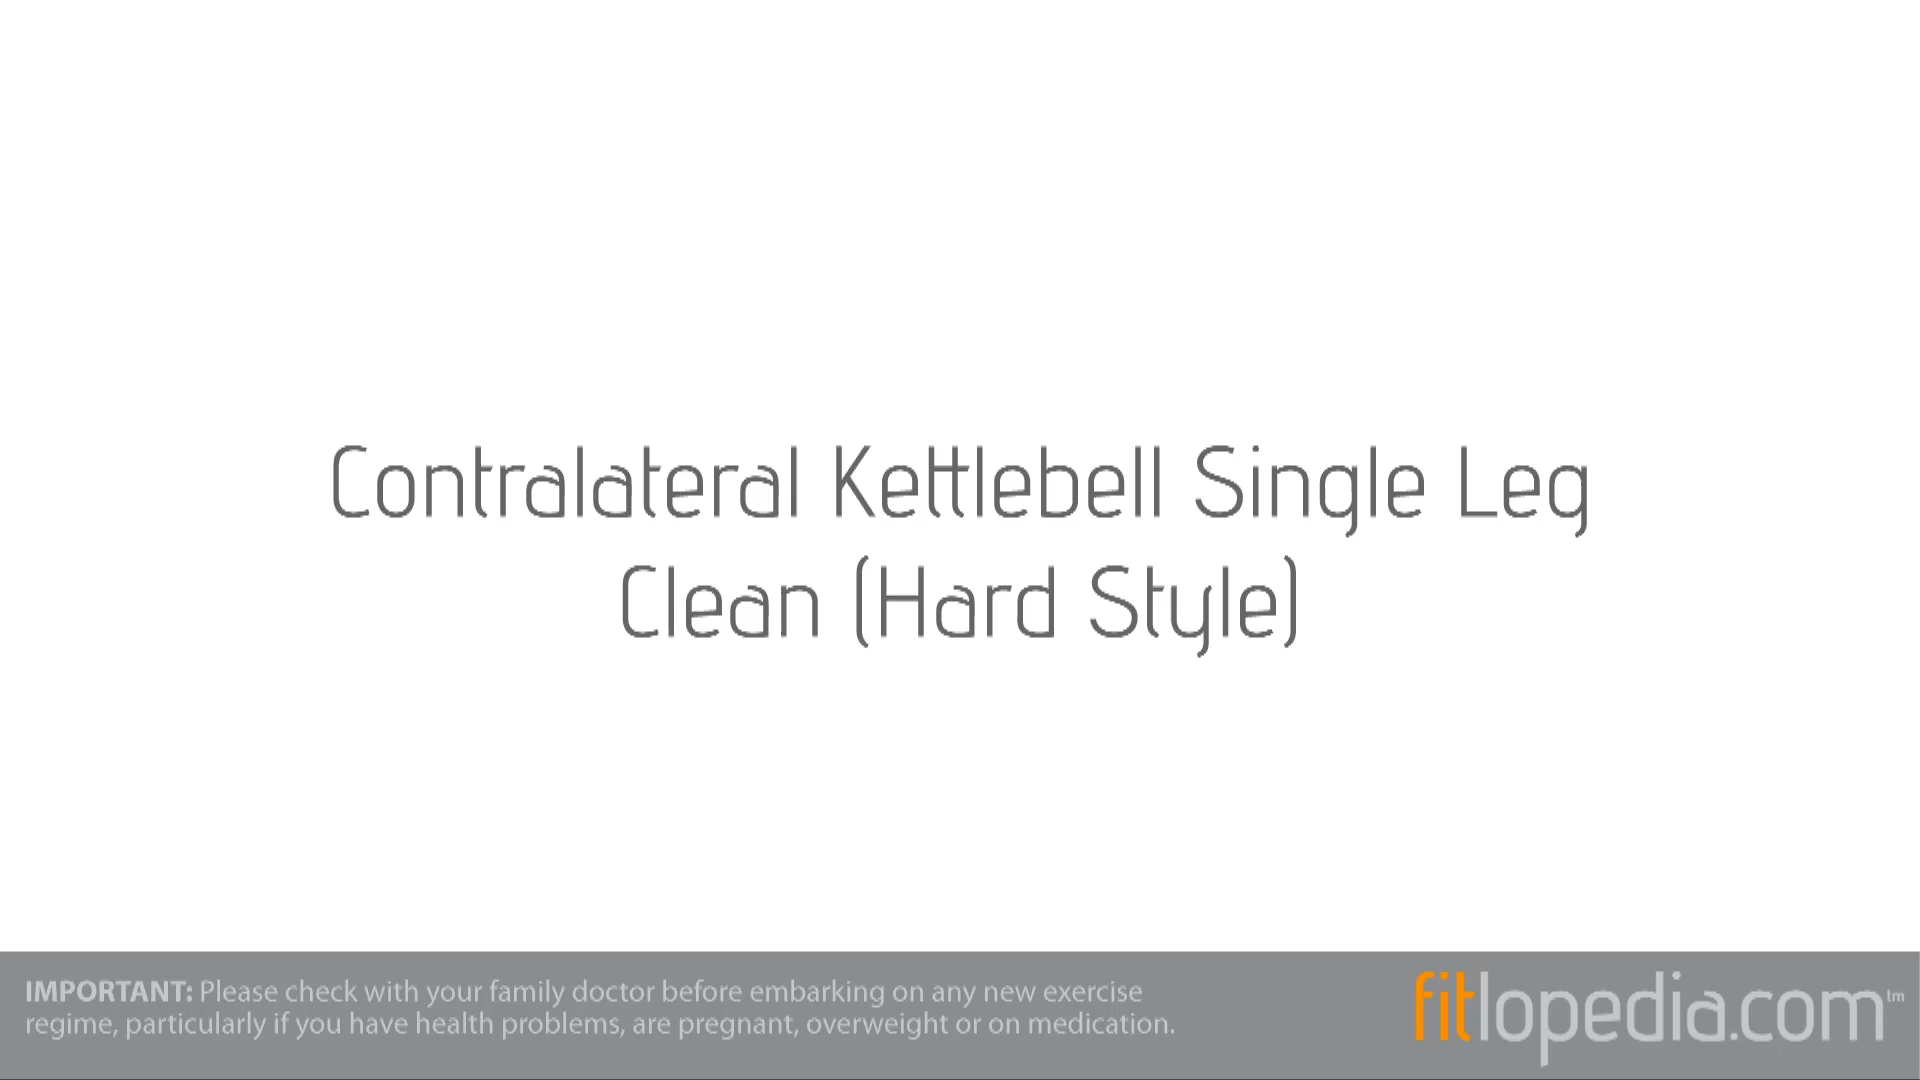 Contralateral Kettlebell Single Leg
Clean (Hard Style)
IMPORTANT: Please check with your family doctor before embarking on any new exercise
regime, particularly if you have health problems, are pregnant, overweight or on medication.
fitlopedia.com tm